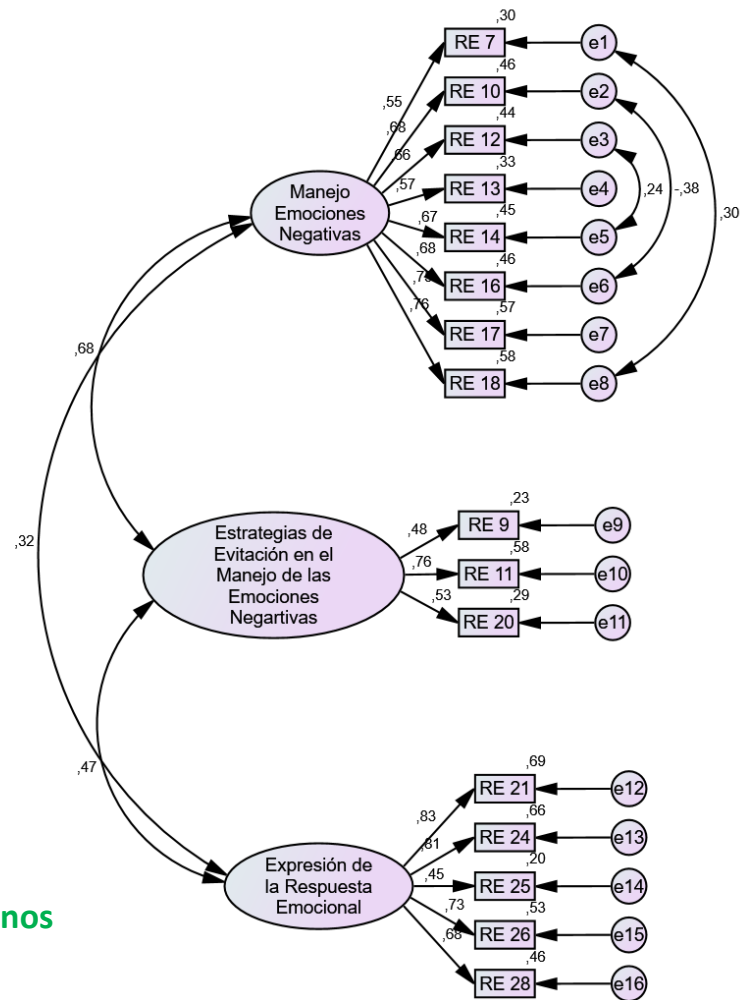 ,30
RE 7
e1
,46
RE 10
e2
,44
RE 12
e3
,33
RE 13
e4
,45
RE 14
e5
,46
RE 16
e6
,57
RE 17
e7
,58
RE 18
e8
,55
,68
,66
,57
,67
,68
,76
,24
-,38
,30
Manejo
Emociones
Negativas
,68
,32
,47
Estrategias de
Evitación en el
Manejo de las
Emociones
Negartivas
,48
,76
,53
,23
RE 9
e9
,58
RE 11
e10
,29
RE 20
e11
Expresión de
la Respuesta
Emocional
,83
,81
,45
,73
,68
,69
RE 21
e12
,66
RE 24
e13
,20
RE 25
e14
,53
RE 26
e15
,46
RE 28
e16
nos